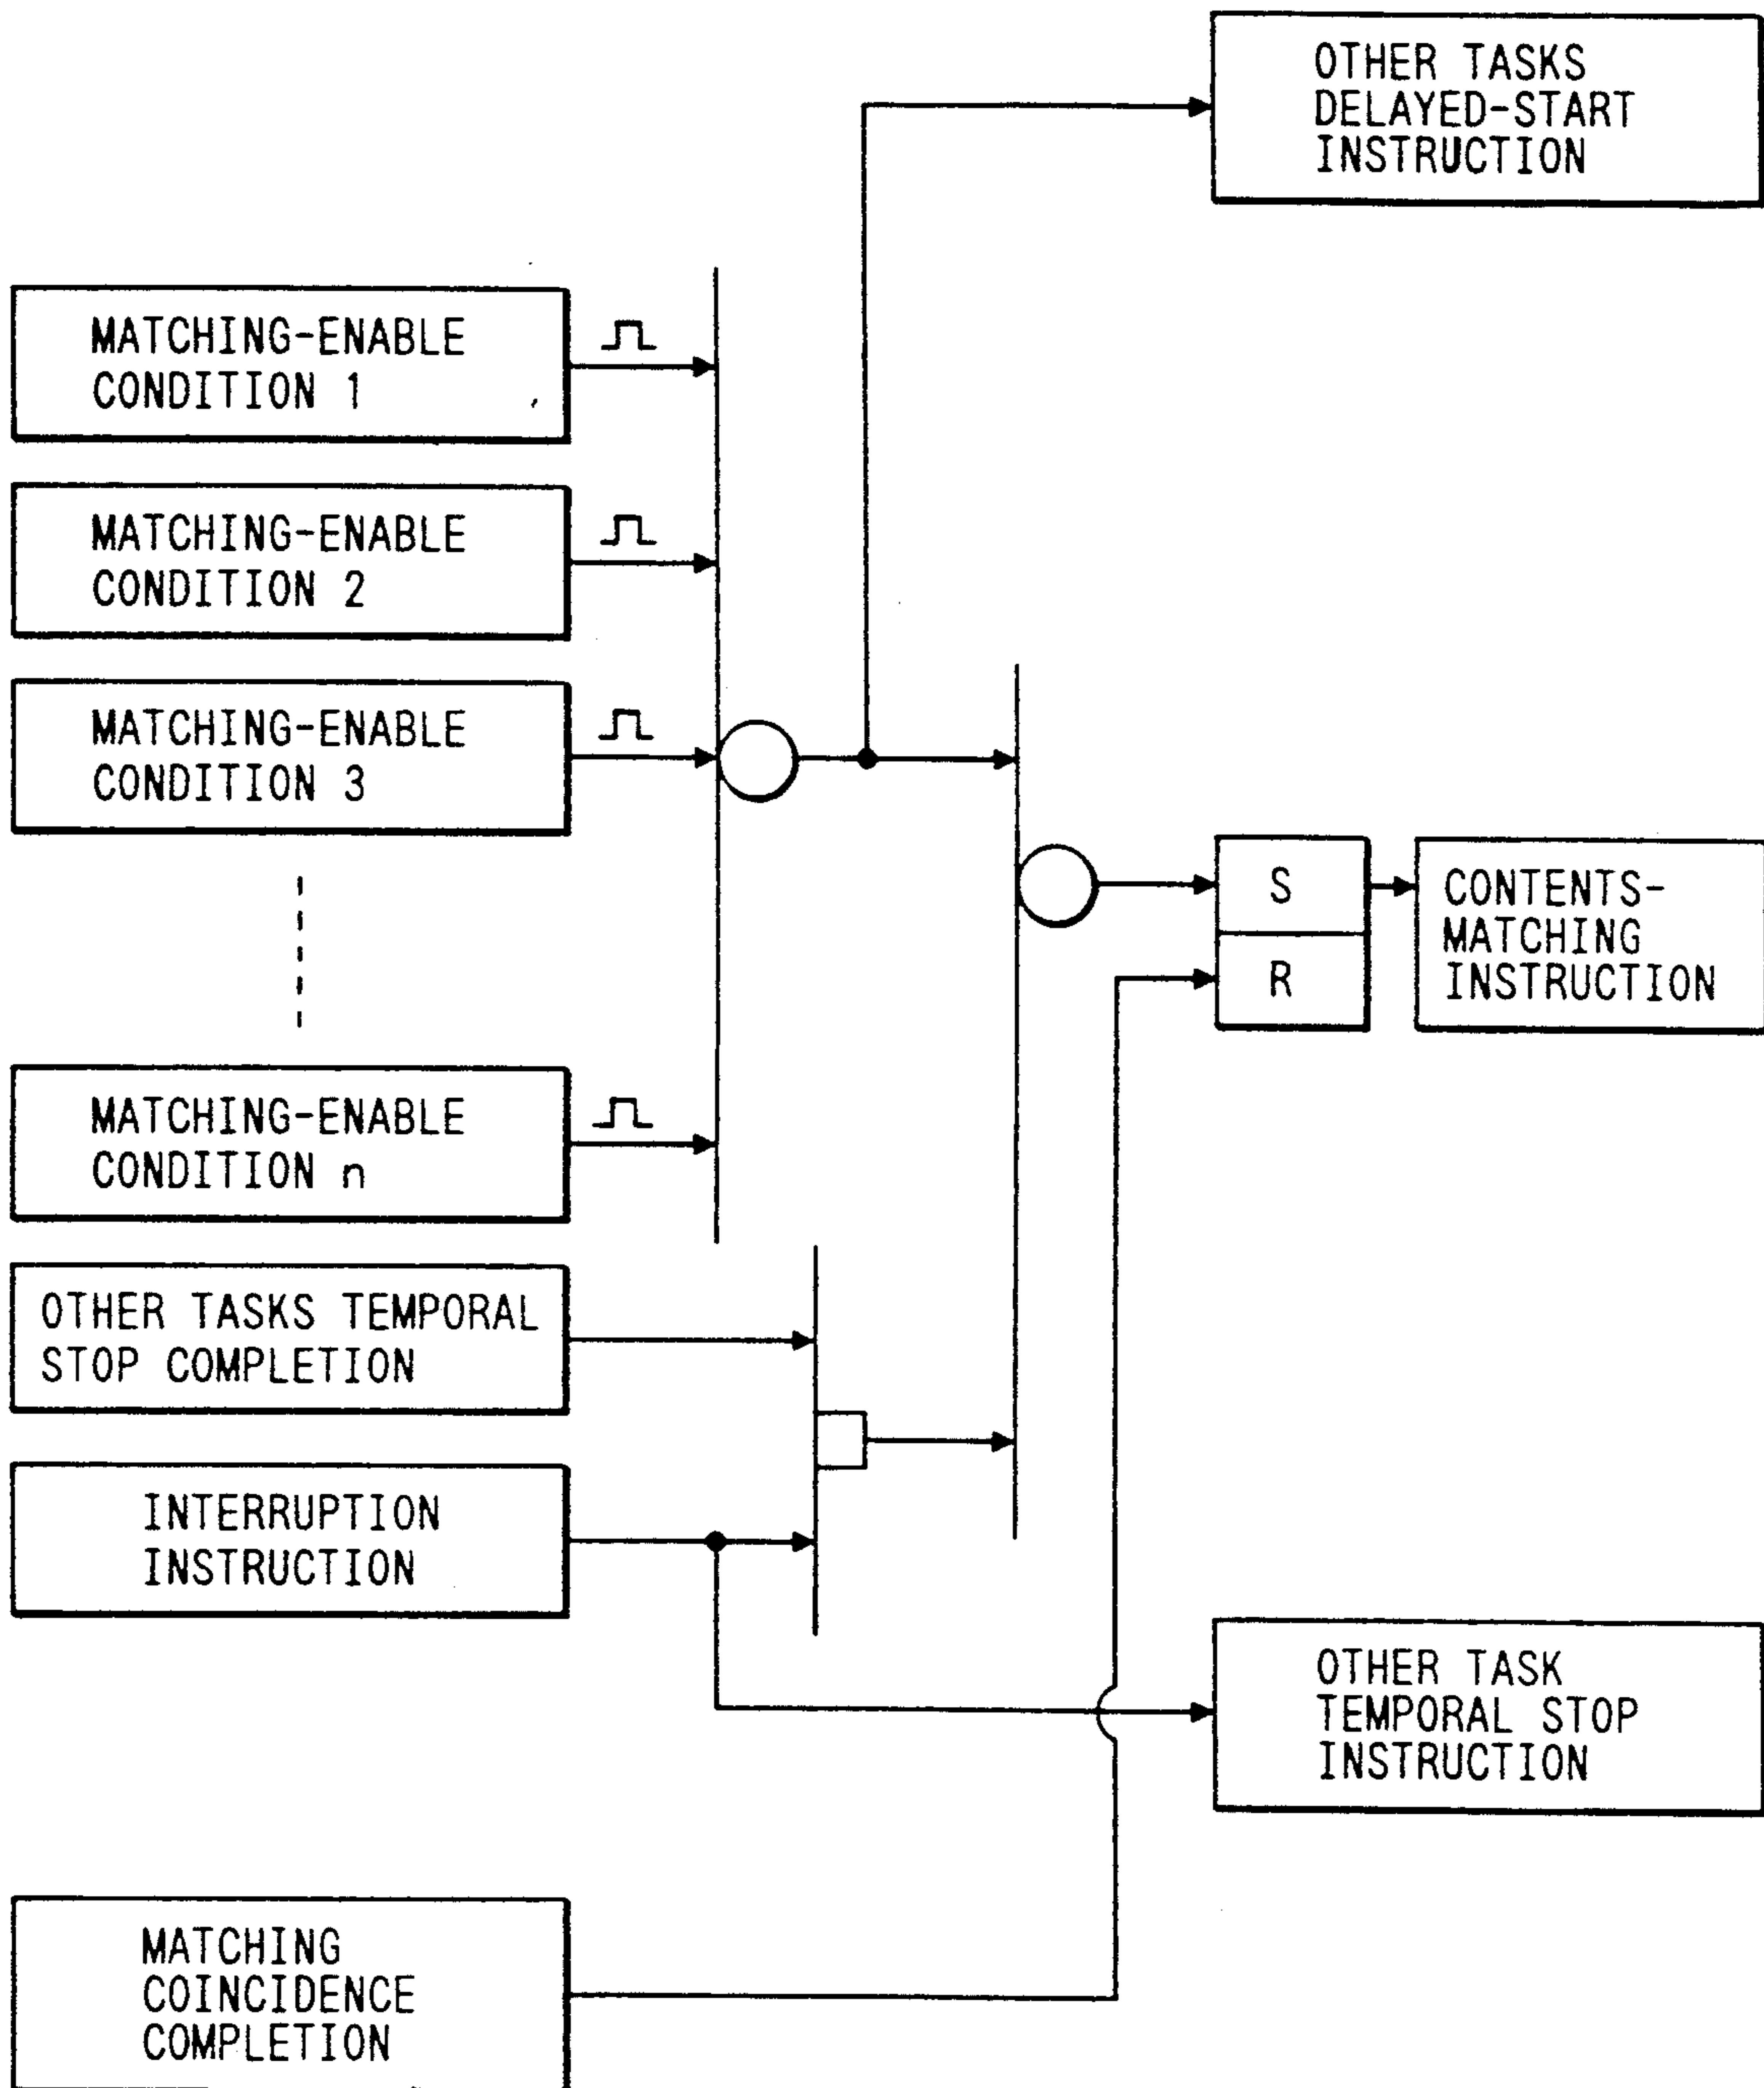 OTHER TASKS
DELAYED-START
INSTRUCTION
MATCHING-ENABLE
CONDITION 1
MATCHING-ENABLE
CONDITION 2
MATCHING-ENABLE
CONDITION 3
S
R
CONTENTS-
MATCHING
INSTRUCTION
MATCHING-ENABLE
CONDITION n
OTHER TASKS TEMPORAL
STOP COMPLETION
INTERRUPTION
INSTRUCTION
OTHER TASK
TEMPORAL STOP
INSTRUCTION
MATCHING
COINCIDENCE
COMPLETION